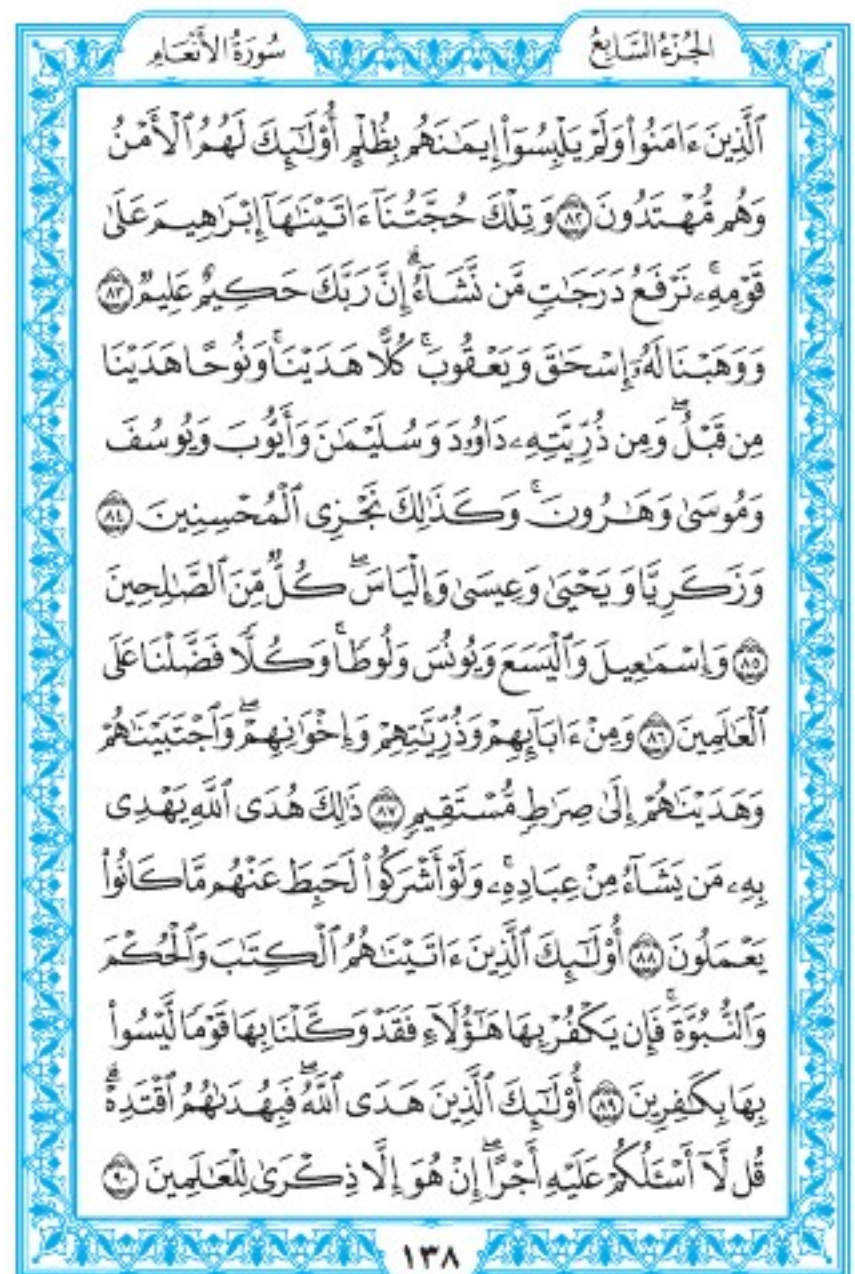 الجُزْءُ السَّابِعُ
سُورَةُ الأَنْعَامِ
ٱلَّذِينَ ءَامَنُوا۟ وَلَمْ يَلْبِسُوٓا۟ إِيمَـٰنَهُم بِظُلْمٍ أُو۟لَـٰٓئِكَ لَهُمُ ٱلْأَمْنُ
وَهُم مُّهْتَدُونَ ٨٢ وَتِلْكَ حُجَّتُنَآ ءَاتَيْنَـٰهَآ إِبْرَٰهِيمَ عَلَىٰ
قَوْمِهِۦۚ نَرْفَعُ دَرَجَـٰتٍ مَّن نَّشَآءُۗ إِنَّ رَبَّكَ حَكِيمٌ عَلِيمٌ ٨٣
وَوَهَبْنَا لَهُۥٓ إِسْحَـٰقَ وَيَعْقُوبَۚ كُلًّا هَدَيْنَاۚ وَنُوحًا هَدَيْنَا
مِن قَبْلُۖ وَمِن ذُرِّيَّتِهِۦ دَاوُۥدَ وَسُلَيْمَـٰنَ وَأَيُّوبَ وَيُوسُفَ
وَمُوسَىٰ وَهَـٰرُونَۚ وَكَذَٰلِكَ نَجْزِى ٱلْمُحْسِنِينَ ٨٤
وَزَكَرِيَّا وَيَحْيَىٰ وَعِيسَىٰ وَإِلْيَاسَۖ كُلٌّ مِّنَ ٱلصَّـٰلِحِينَ
٨٥ وَإِسْمَـٰعِيلَ وَٱلْيَسَعَ وَيُونُسَ وَلُوطًاۚ وَكُلًّا فَضَّلْنَا عَلَى
ٱلْعَـٰلَمِينَ ٨٦ وَمِنْ ءَابَآئِهِمْ وَذُرِّيَّـٰتِهِمْ وَإِخْوَٰنِهِمْۖ وَٱجْتَبَيْنَـٰهُمْ
وَهَدَيْنَـٰهُمْ إِلَىٰ صِرَٰطٍ مُّسْتَقِيمٍ ٨٧ ذَٰلِكَ هُدَى ٱللَّهِ يَهْدِى
بِهِۦ مَن يَشَآءُ مِنْ عِبَادِهِۦۚ وَلَوْ أَشْرَكُوا۟ لَحَبِطَ عَنْهُم مَّا كَانُوا۟
يَعْمَلُونَ ٨٨ أُو۟لَـٰٓئِكَ ٱلَّذِينَ ءَاتَيْنَـٰهُمُ ٱلْكِتَـٰبَ وَٱلْحُكْمَ
وَٱلنُّبُوَّةَۚ فَإِن يَكْفُرْ بِهَا هَـٰٓؤُلَآءِ فَقَدْ وَكَّلْنَا بِهَا قَوْمًا لَّيْسُوا۟
بِهَا بِكَـٰفِرِينَ ٨٩ أُو۟لَـٰٓئِكَ ٱلَّذِينَ هَدَى ٱللَّهُۖ فَبِهُدَىٰهُمُ ٱقْتَدِهْۗ
قُل لَّآ أَسْـَٔلُكُمْ عَلَيْهِ أَجْرًاۖ إِنْ هُوَ إِلَّا ذِكْرَىٰ لِلْعَـٰلَمِينَ ٩٠
١٣٨